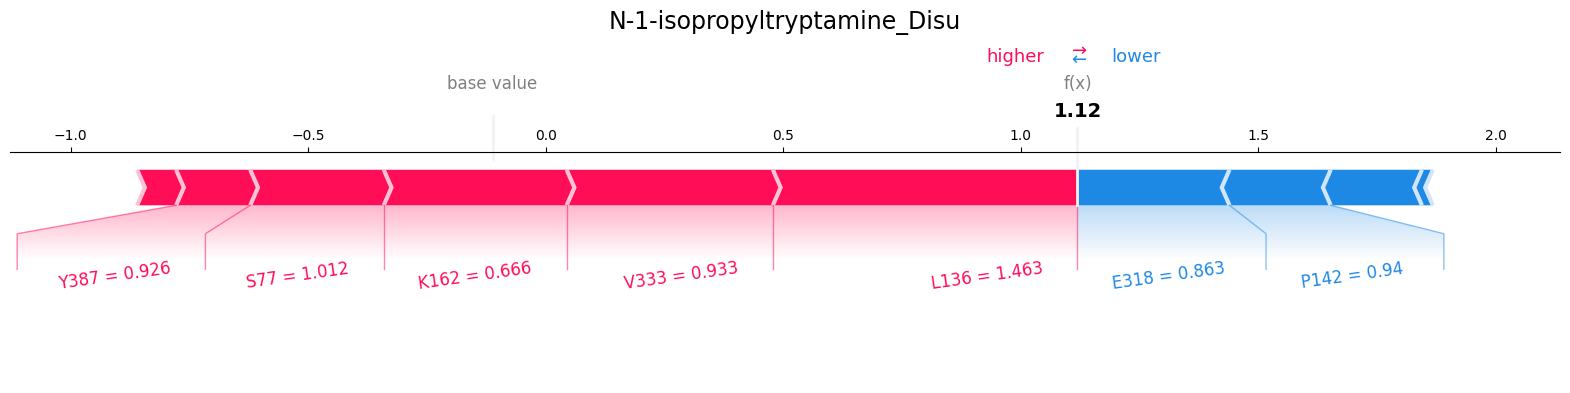 N-1-isopropyltryptamine_Disu
higher ⇄ lower
base value f(x)
1.12
−1.0 −0.5 0.0 0.5 1.0 1.5 2.0
Y387 = 0.926 S77 = 1.012 K162 = 0.666 V333 = 0.933 L136 = 1.463 E318 = 0.863 P142 = 0.94